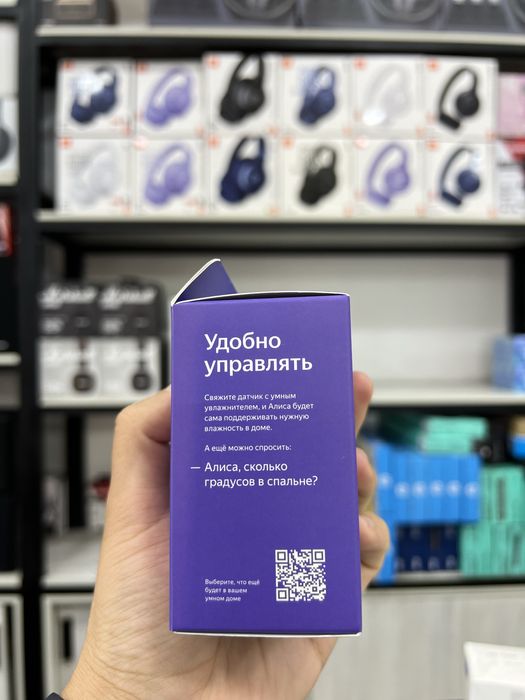 Удобно
управлять
Свяжите датчик с умным
увлажнителем, и Алиса будет
сама поддерживать нужную
влажность в доме.
А ещё можно спросить:
— Алиса, сколько
градусов в спальне?
Выберите, что ещё
будет в вашем
умном доме